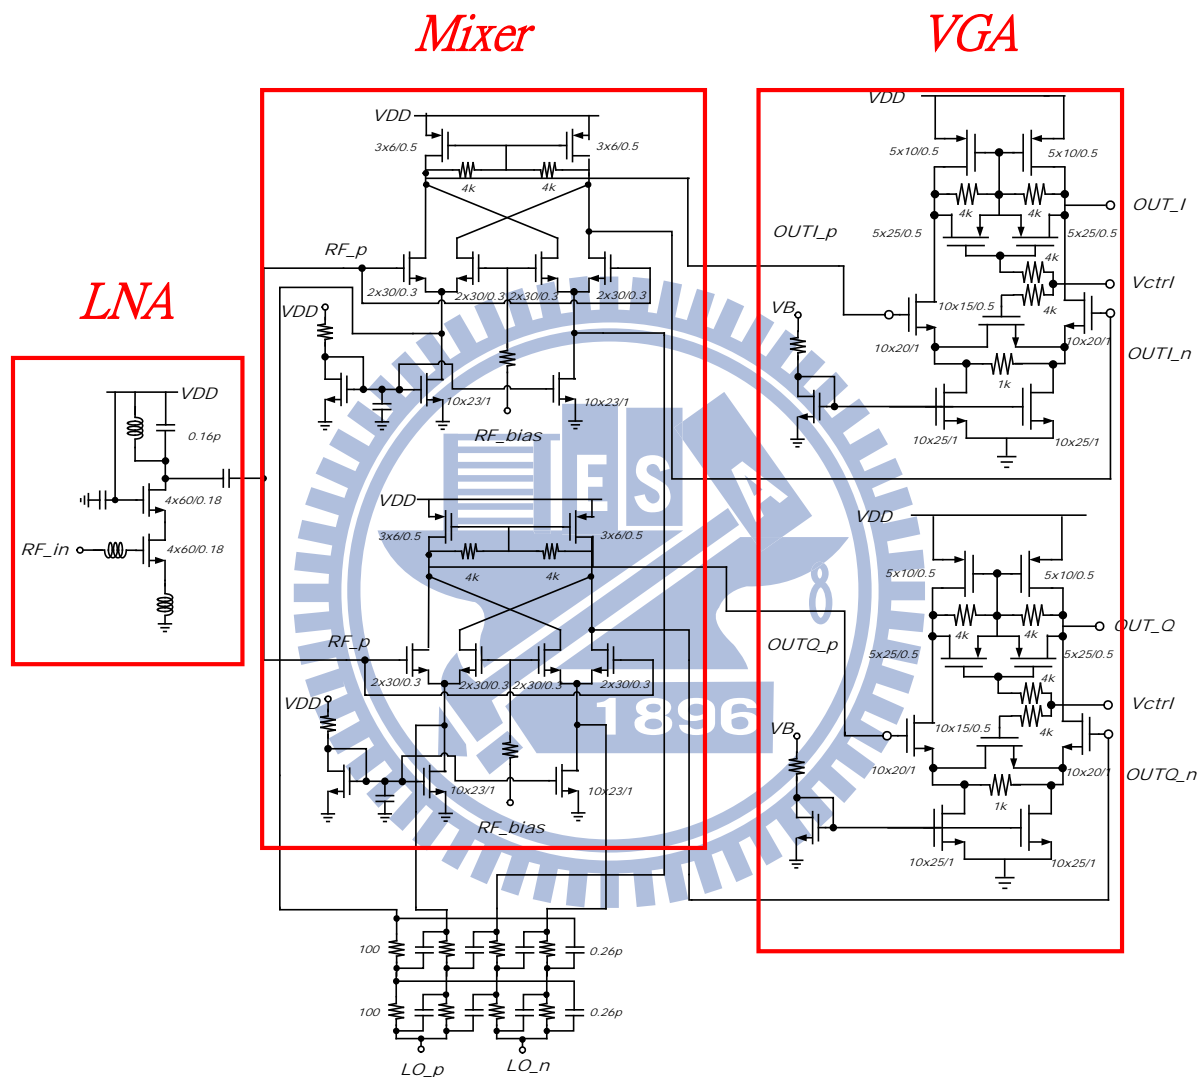 Mixer
VGA
LNA
VDD
3x6/0.5
3x6/0.5
4k
4k
RF_p
2x30/0.3
2x30/0.3
2x30/0.3
2x30/0.3
VDD
10x23/1
10x23/1
RF_bias
VDD
3x6/0.5
3x6/0.5
4k
4k
RF_p
2x30/0.3
2x30/0.3
2x30/0.3
2x30/0.3
VDD
10x23/1
10x23/1
RF_bias
VDD
0.16p
4x60/0.18
RF_in
4x60/0.18
VDD
5x10/0.5
5x10/0.5
4k
4k
OUT_I
OUTI_p
5x25/0.5
5x25/0.5
4k
Vctrl
10x15/0.5
4k
VB
10x20/1
10x20/1
OUTI_n
1k
10x25/1
10x25/1
VDD
5x10/0.5
5x10/0.5
4k
4k
OUT_Q
OUTQ_p
5x25/0.5
5x25/0.5
4k
Vctrl
10x15/0.5
4k
VB
10x20/1
10x20/1
OUTQ_n
1k
10x25/1
10x25/1
100
0.26p
100
0.26p
LO_p
LO_n
ESA
1896